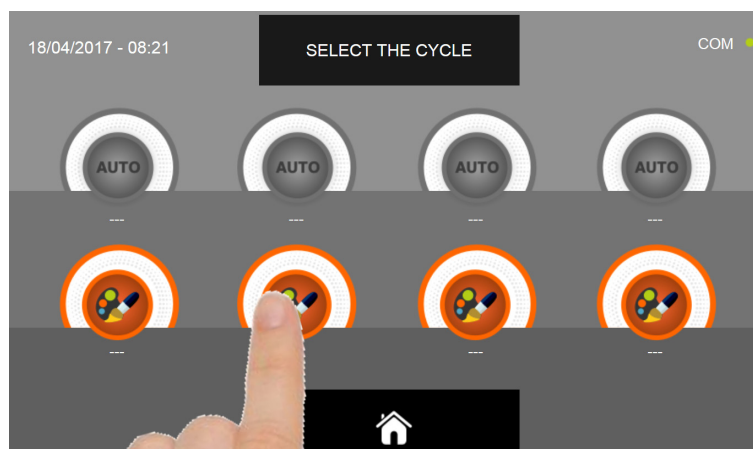 18/04/2017 - 08:21
SELECT THE CYCLE
COM
AUTO AUTO AUTO AUTO
--- --- --- ---
--- --- ---